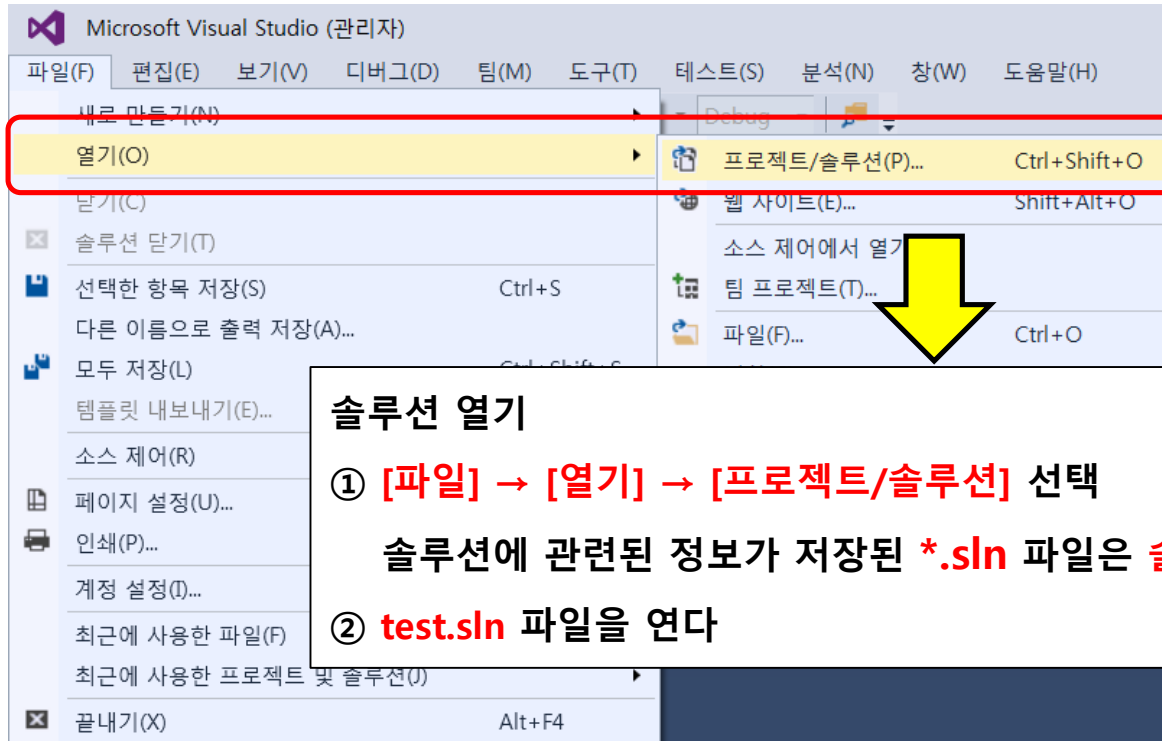 Microsoft Visual Studio (관리자)
파일(F) 편집(E) 보기(V) 디버그(D) 팀(M) 도구(T) 테스트(S) 분석(N) 창(W) 도움말(H)
새로 만들기(N) Debug
열기(O) 프로젝트/솔루션(P)... Ctrl+Shift+O
닫기(C) 웹 사이트(E)... Shift+Alt+O
솔루션 닫기(T) 소스 제어에서
선택한 항목 저장(S) Ctrl+S 팀 프로젝트(T)...
다른 이름으로 출력 저장(A)... 파일(F)... Ctrl+O
모두 저장(L) Ctrl+Shift+S
템플릿 내보내기(E)...
소스 제어(R)
페이지 설정(U)...
인쇄(P)...
계정 설정(I)...
최근에 사용한 파일(F)
최근에 사용한 프로젝트 및 솔루션(J)
끝내기(X) Alt+F4
솔루션 열기
① [파일] → [열기] → [프로젝트/솔루션] 선택
솔루션에 관련된 정보가 저장된 *.sln 파일은
② test.sln 파일을 연다